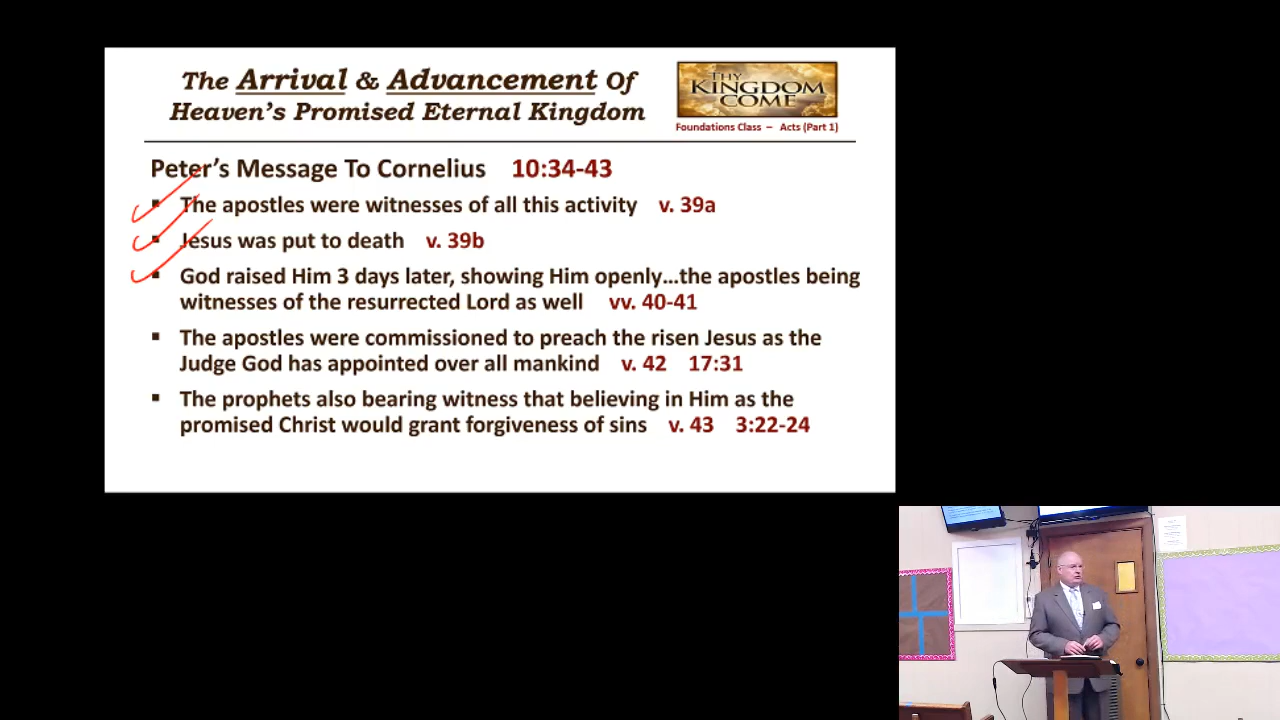 The Arrival & Advancement Of
Heaven's Promised Eternal Kingdom
THY
KINGDOM
COME
Foundations Class – Acts (Part 1)
Peter's Message To Cornelius 10:34-43
▪ The apostles were witnesses of all this activity v. 39a
▪ Jesus was put to death v. 39b
▪ God raised Him 3 days later, showing Him openly…the apostles being
witnesses of the resurrected Lord as well vv. 40-41
▪ The apostles were commissioned to preach the risen Jesus as the
Judge God has appointed over all mankind v. 42 17:31
▪ The prophets also bearing witness that believing in Him as the
promised Christ would grant forgiveness of sins v. 43 3:22-24